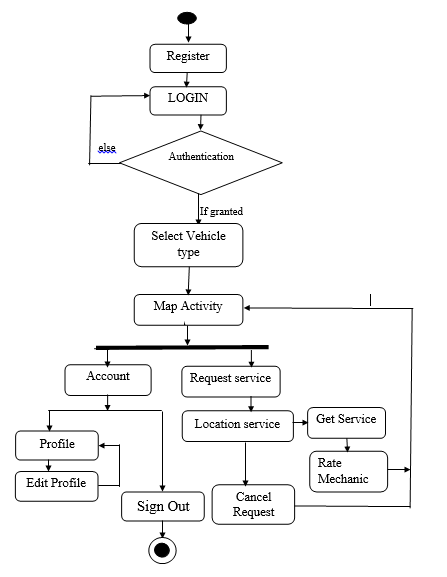 Register
LOGIN
else
Authentication
If granted
Select Vehicle
type
Map Activity
Account
Request service
Location service
Get Service
Profile
Rate
Mechanic
Edit Profile
Sign Out
Cancel
Request